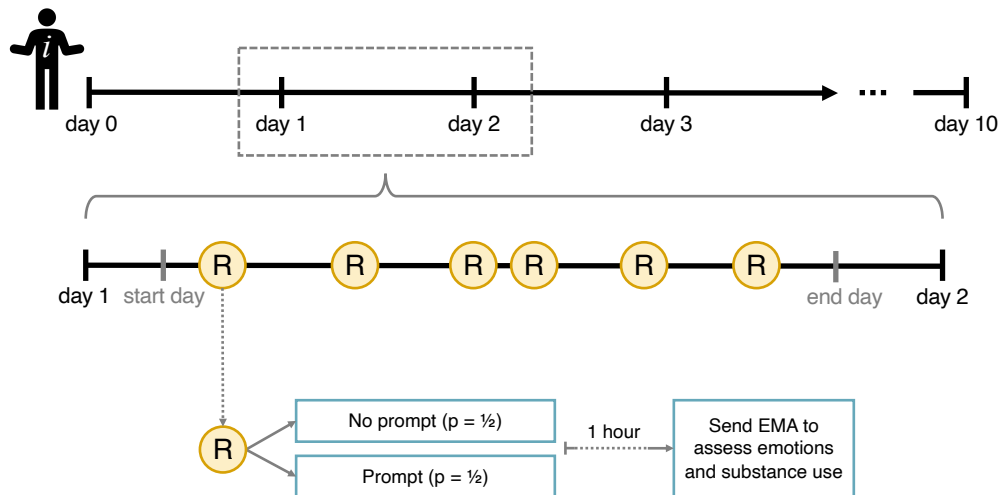 i
day 0
day 1
day 2
day 3
...
day 10
R R R R R R
day 1
start day
end day
day 2
R
No prompt (p = ½)
Prompt (p = ½)
1 hour
Send EMA to
assess emotions
and substance use